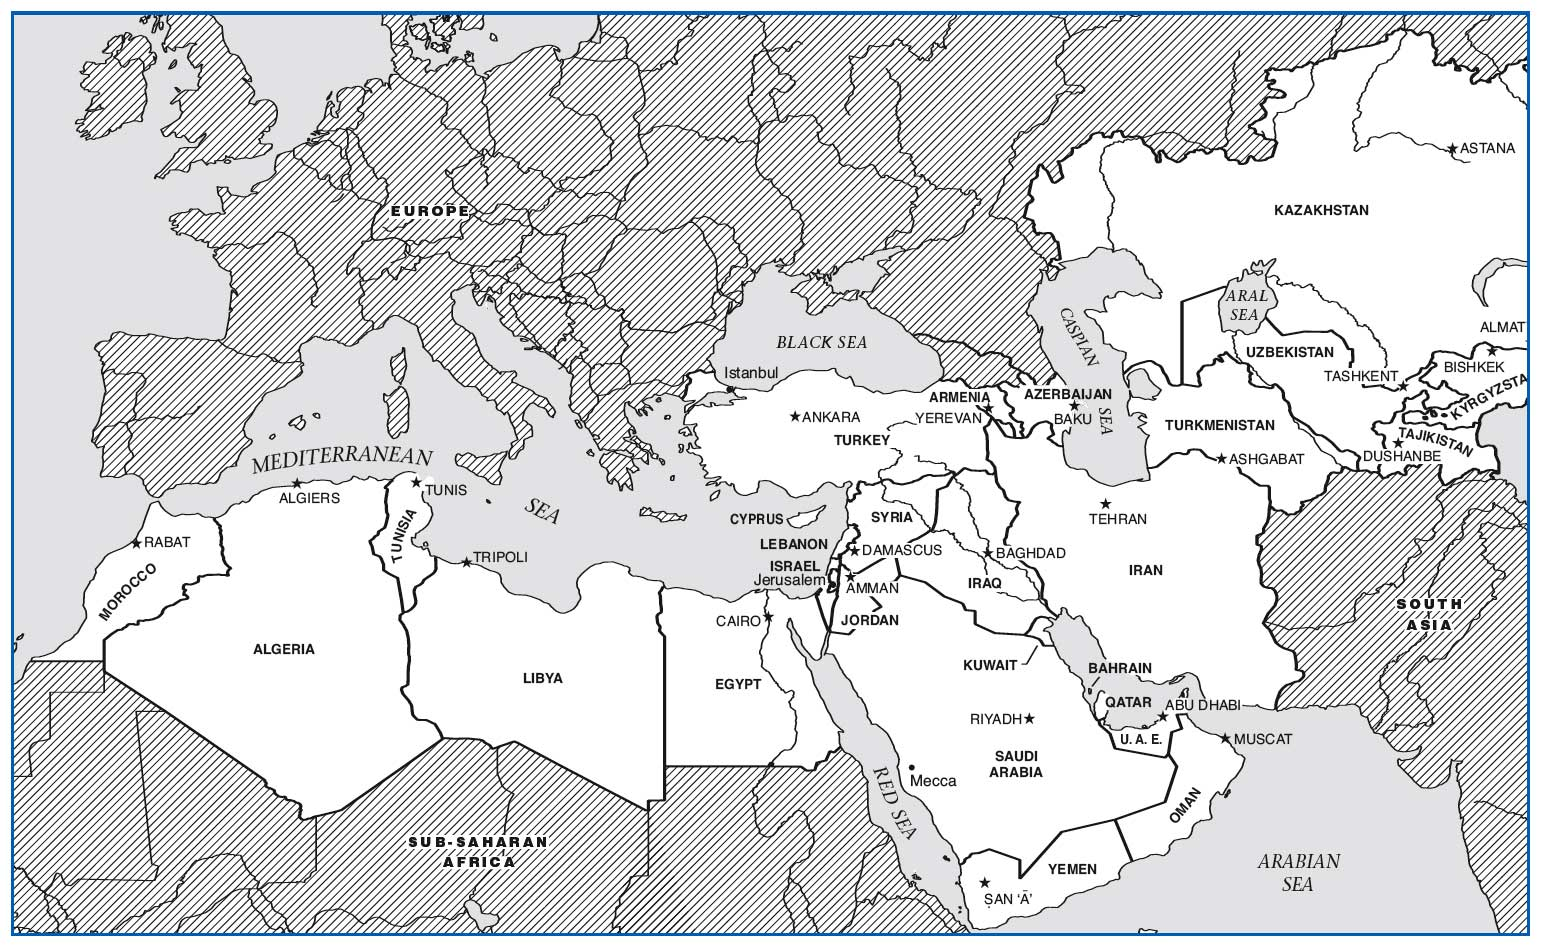 ASTANA
EUROPE
KAZAKHSTAN
ARAL
SEA
CASPIAN
SEA
BLACK SEA
ALMAT
UZBEKISTAN
BISHKEK
TASHKENT
Istanbul
KYRGYZSTA
ARMENIA
AZERBAIJAN
ANKARA
YEREVAN
BAKU
TURKEY
TURKMENISTAN
TAJIKISTAN
DUSHANBE
ASHGABAT
MEDITERRANEAN
SEA
ALGIERS
TUNIS
TUNISIA
CYPRUS
SYRIA
TEHRAN
RABAT
TRIPOLI
LEBANON
DAMASCUS
BAGHDAD
ISRAEL
Jerusalem
AMMAN
IRAQ
IRAN
MOROCCO
CAIRO
JORDAN
SOUTH
ASIA
ALGERIA
LIBYA
EGYPT
KUWAIT
BAHRAIN
QATAR
ABU DHABI
RIYADH
U. A. E.
MUSCAT
SAUDI
ARABIA
Mecca
RED SEA
OMAN
SUB-SAHARAN
AFRICA
YEMEN
ARABIAN
SEA
ṢAN ‘Ā’